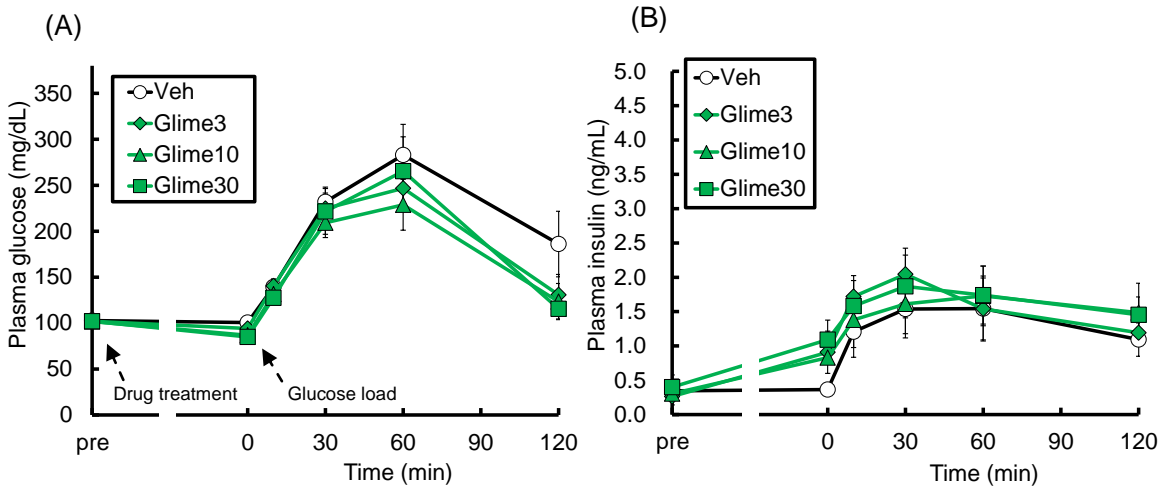 (A)
Plasma glucose (mg/dL)
350
300
250
200
150
100
50
0
Veh
Glime3
Glime10
Glime30
Drug treatment
Glucose load
pre
0
30
60
90
120
Time (min)
(B)
Plasma insulin (ng/mL)
5.0
4.5
4.0
3.5
3.0
2.5
2.0
1.5
1.0
0.5
0.0
Veh
Glime3
Glime10
Glime30
pre
0
30
60
90
120
Time (min)